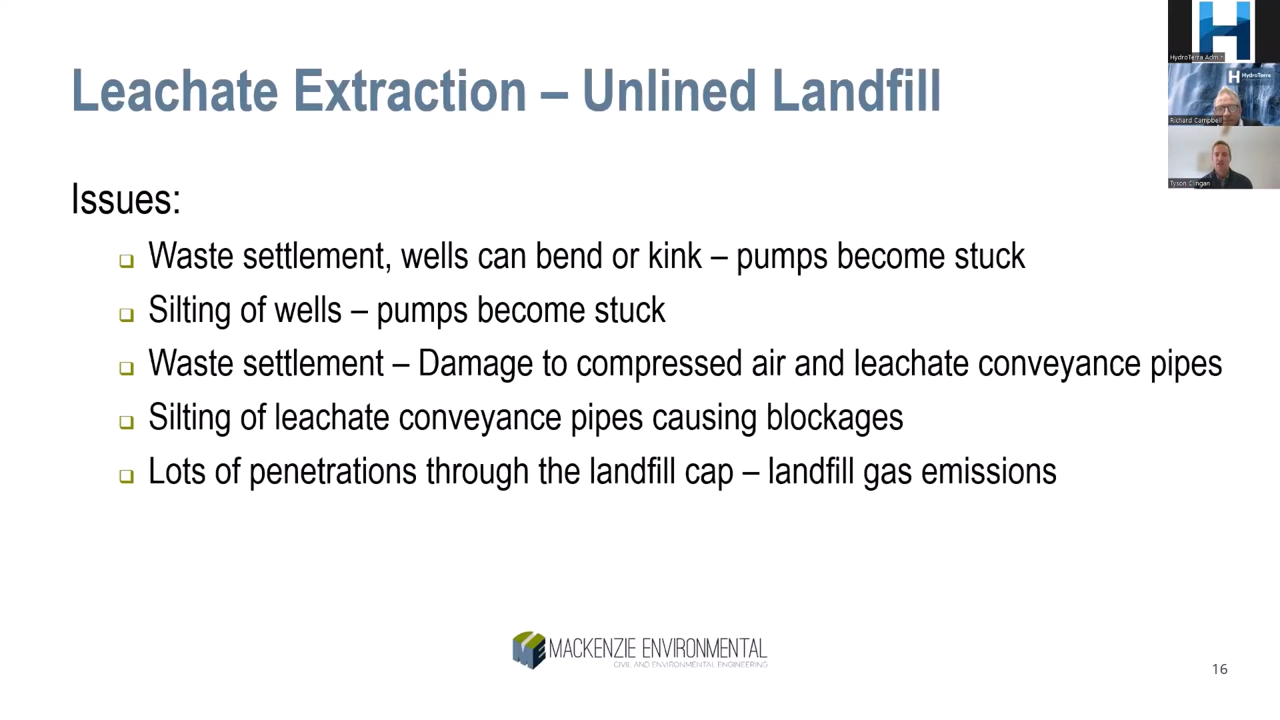 Leachate Extraction – Unlined Landfill
Issues:
Waste settlement, wells can bend or kink – pumps become stuck
Silting of wells – pumps become stuck
Waste settlement – Damage to compressed air and leachate conveyance pipes
Silting of leachate conveyance pipes causing blockages
Lots of penetrations through the landfill cap – landfill gas emissions
MACKENZIE ENVIRONMENTAL
CIVIL AND ENVIRONMENTAL ENGINEERING
16
H
HydroTerra
H HydroTerra
Richard Campbell
Tyson Clingan